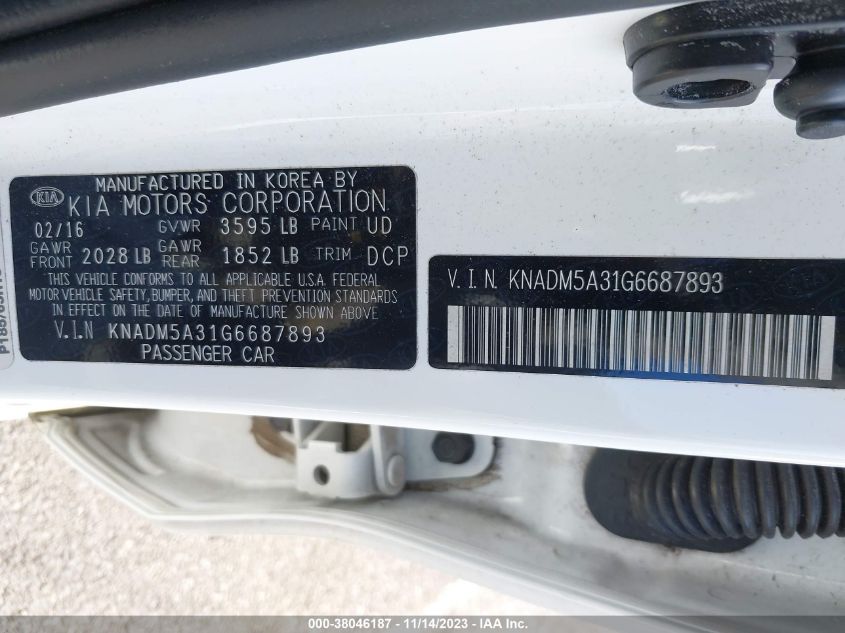 MANUFACTURED IN KOREA BY
KIA
KIA MOTORS CORPORATION
02/16 GVWR 3595 LB PAINT UD
GAWR FRONT 2028 LB GAWR REAR 1852 LB TRIM DCP
THIS VEHICLE CONFORMS TO ALL APPLICABLE U.S.A. FEDERAL
MOTOR VEHICLE SAFETY, BUMPER, AND THEFT PREVENTION STANDARDS
IN EFFECT ON THE DATE OF MANUFACTURE SHOWN ABOVE
V.I.N KNADM5A31G6687893
PASSENGER CAR
V. I. N. KNADM5A31G6687893
000-38046187 - 11/14/2023 - IAA Inc.